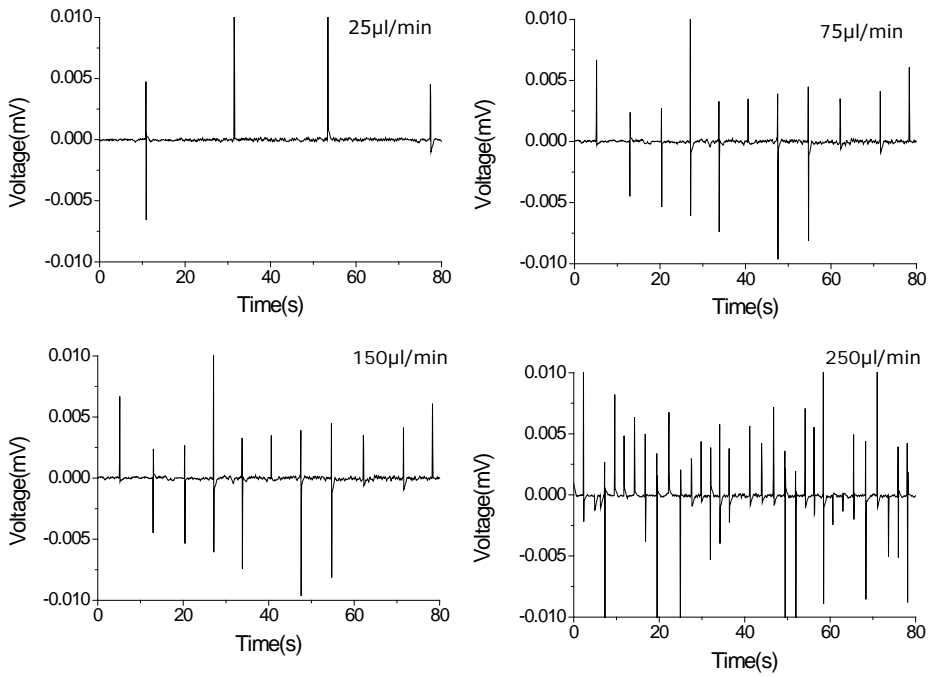 25µl/min
0.010
0.005
0.000
-0.005
-0.010
Voltage(mV)
0 20 40 60 80
Time(s)
75µl/min
0.010
0.005
0.000
-0.005
-0.010
Voltage(mV)
0 20 40 60 80
Time(s)
150µl/min
0.010
0.005
0.000
-0.005
-0.010
Voltage(mV)
0 20 40 60 80
Time(s)
250µl/min
0.010
0.005
0.000
-0.005
-0.010
Voltage(mV)
0 20 40 60 80
Time(s)